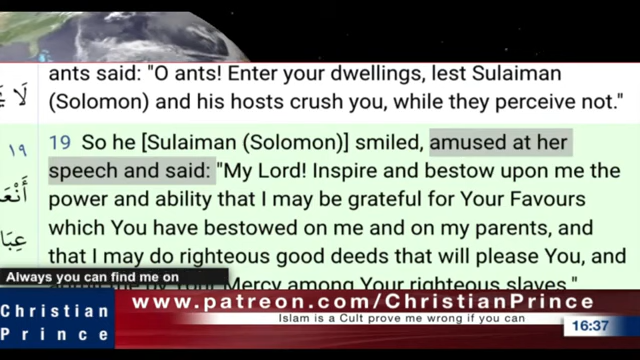 ants said: "O ants! Enter your dwellings, lest Sulaiman
(Solomon) and his hosts crush you, while they perceive not."
١٩
19 So he [Sulaiman (Solomon)] smiled, amused at her
speech and said: "My Lord! Inspire and bestow upon me the
power and ability that I may be grateful for Your Favours
which You have bestowed on me and on my parents, and
that I may do righteous good deeds that will please You, and
Mercy among Your righteous slaves."
Always you can find me on
Christian
Prince
www.patreon.com/ChristianPrince
Islam is a Cult prove me wrong if you can
16:37